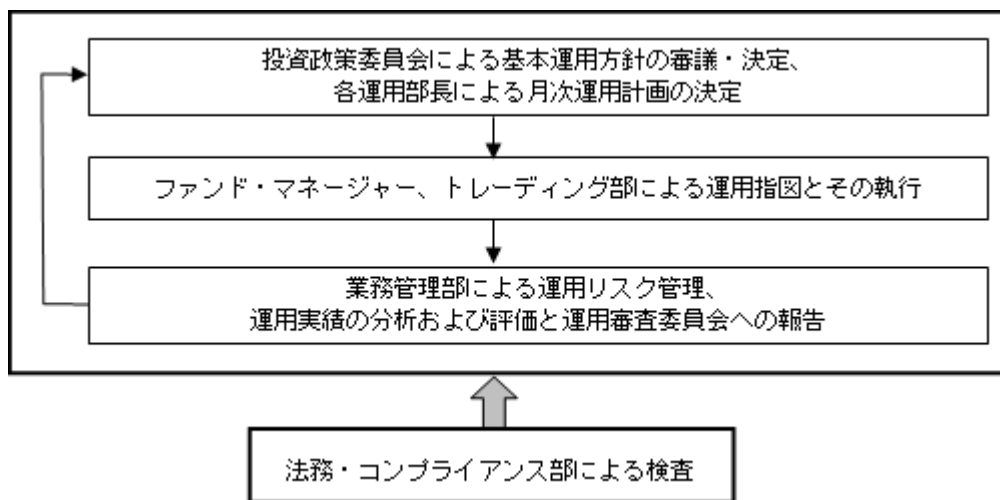 投資政策委員会による基本運用方針の審議・決定、
各運用部長による月次運用計画の決定
ファンド・マネージャー、トレーディング部による運用指図とその執行
業務管理部による運用リスク管理、
運用実績の分析および評価と運用審査委員会への報告
法務・コンプライアンス部による検査